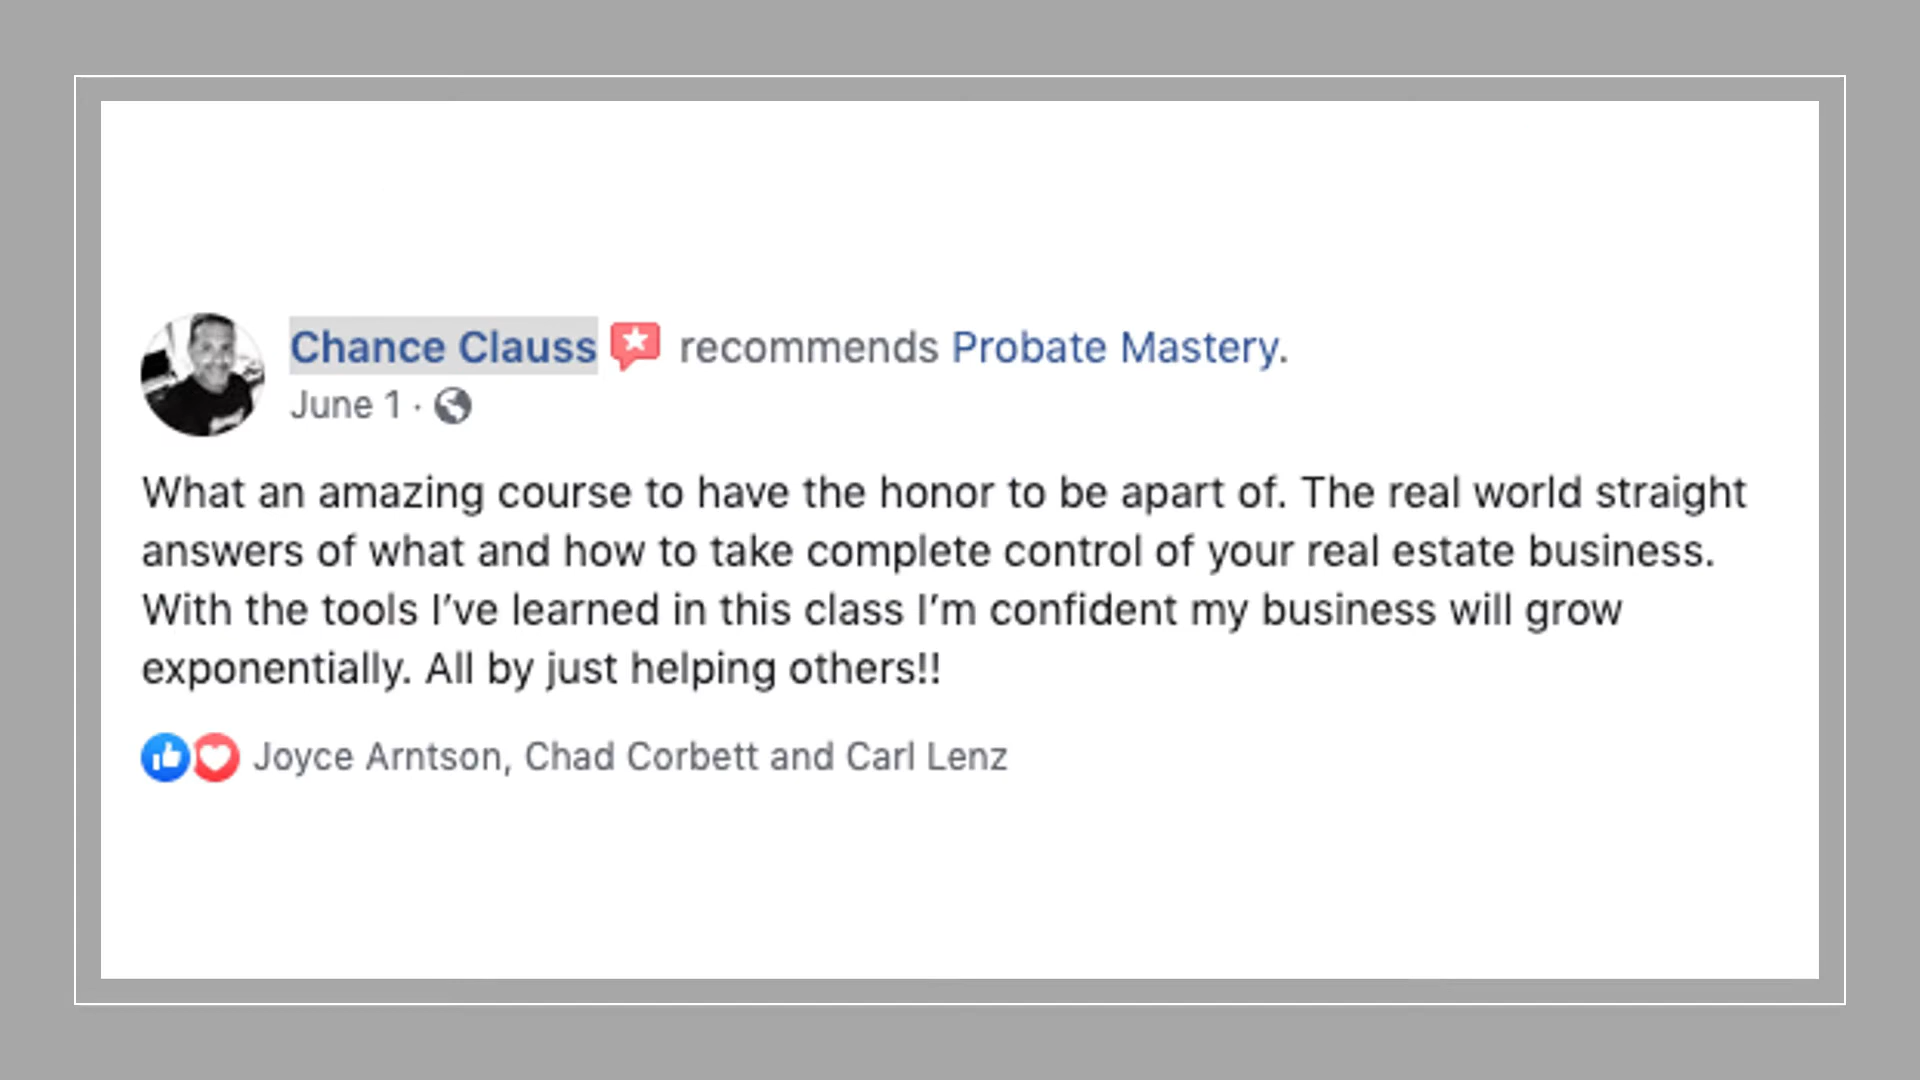 Chance Clauss recommends Probate Mastery.
June 1 ·
What an amazing course to have the honor to be apart of. The real world straight
answers of what and how to take complete control of your real estate business.
With the tools I’ve learned in this class I’m confident my business will grow
exponentially. All by just helping others!!
Joyce Arntson, Chad Corbett and Carl Lenz